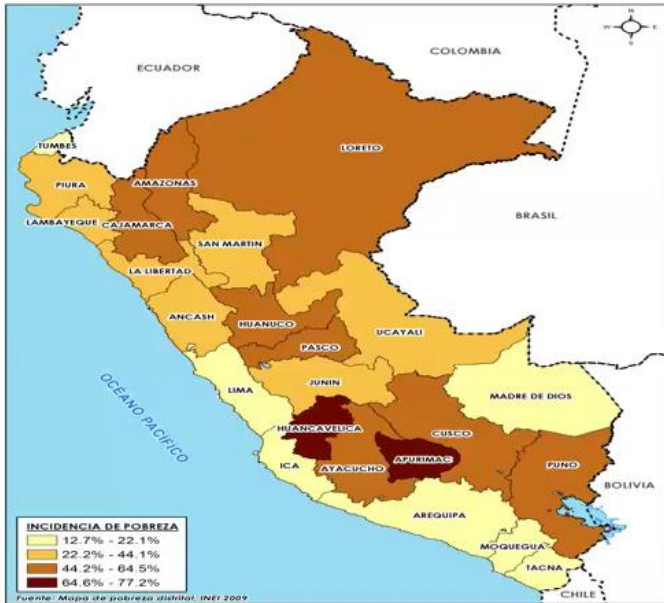 N
W
E
S
COLOMBIA
ECUADOR
TUMBES
LORETO
PIURA
AMAZONAS
LAMBAYEQUE
CAJAMARCA
BRASIL
SAN MARTIN
LA LIBERTAD
ANCASH
HUANUCO
UCAYALI
PASCO
LIMA
JUNIN
MADRE DE DIOS
OCÉANO PACÍFICO
HUANCAVELICA
CUSCO
ICA
AYACUCHO
APURIMAC
PUNO
BOLIVIA
AREQUIPA
MOQUEGUA
TACNA
CHILE
INCIDENCIA DE POBREZA
12.7% - 22.1%
22.2% - 44.1%
44.2% - 64.5%
64.6% - 77.2%
Fuente: Mapa de pobreza distrital, INEI 2009